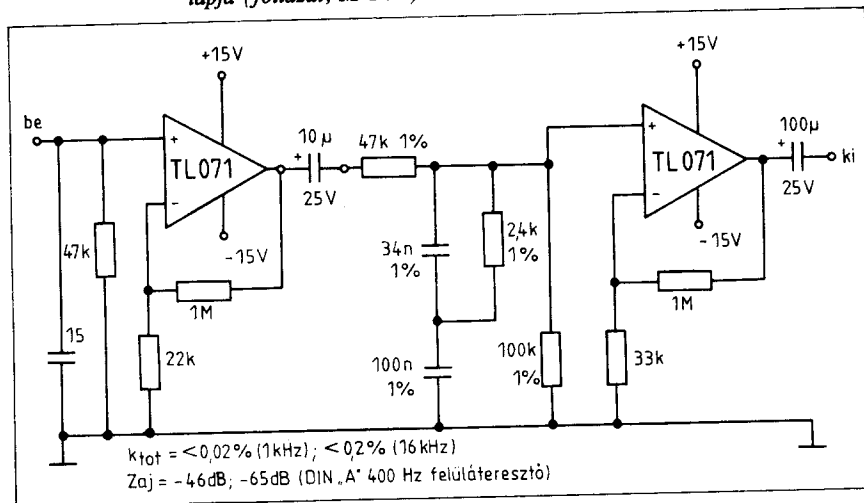 +15V
+15V
be
+
TL071
-
-15V
47k
15
1M
22k
+
10µ
25V
47k 1%
34n
1%
2,4k
1%
100n
1%
100k
1%
+
TL071
-
-15V
1M
33k
+
100µ
25V
ki
ktot = <0,02% (1kHz); <0,2% (16kHz)
Zaj = -46dB; -65dB (DIN „A" 400 Hz felüláteresztő)